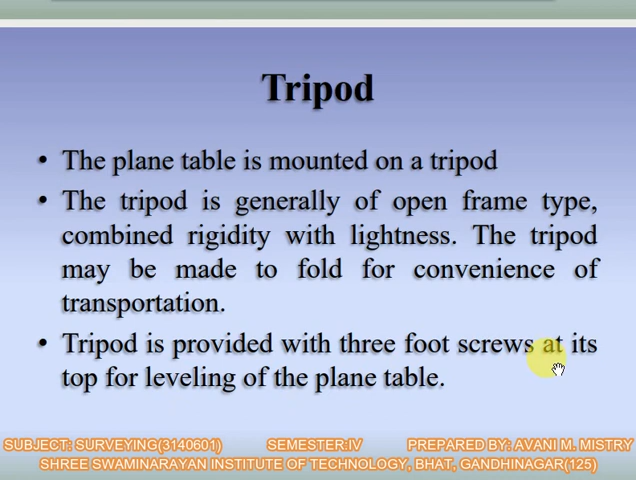 Tripod
• The plane table is mounted on a tripod
• The tripod is generally of open frame type,
combined rigidity with lightness. The tripod
may be made to fold for convenience of
transportation.
• Tripod is provided with three foot screws at its
top for leveling of the plane table.
SUBJECT: SURVEYING(3140601) SEMESTER:IV PREPARED BY: AVANI M. MISTRY
SHREE SWAMINARAYAN INSTITUTE OF TECHNOLOGY, BHAT, GANDHINAGAR(125)